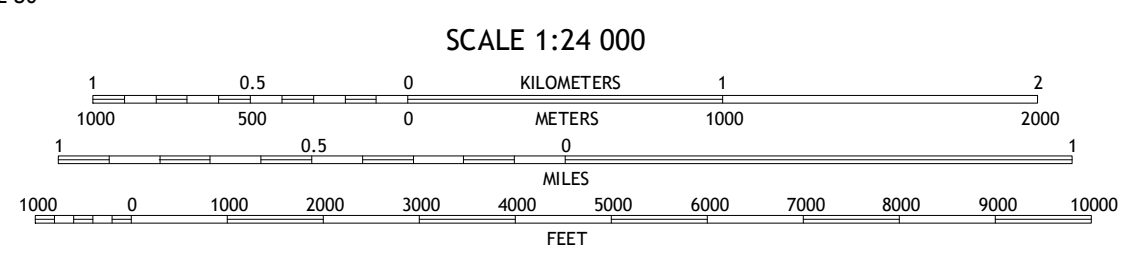 SCALE 1:24 000
1 0.5 0 KILOMETERS 1 2
1000 500 0 METERS 1000 2000
1 0.5 0 1
MILES
1000 0 1000 2000 3000 4000 5000 6000 7000 8000 9000 10000
FEET